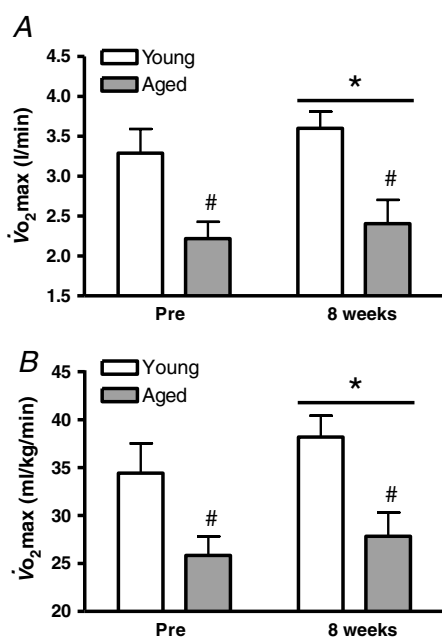 A
Young
Aged
V̇o₂max (l/min)
4.5
4.0
3.5
3.0
2.5
2.0
1.5
*
#
#
Pre
8 weeks
B
Young
Aged
V̇o₂max (ml/kg/min)
45
40
35
30
25
20
*
#
#
Pre
8 weeks